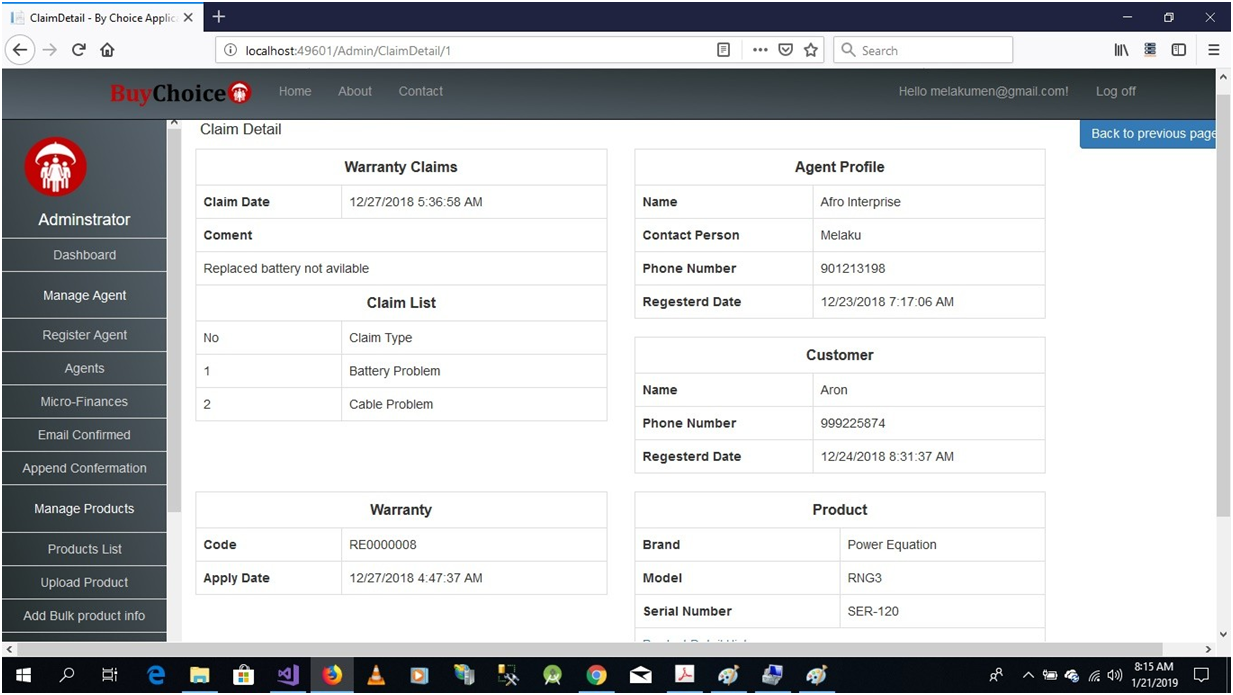 ClaimDetail - By Choice Applic
localhost:49601/Admin/ClaimDetail/1
Search
BuyChoice
Home About Contact
Hello melakumen@gmail.com! Log off
Adminstrator
Dashboard
Manage Agent
Register Agent
Agents
Micro-Finances
Email Confirmed
Append Confermation
Manage Products
Products List
Upload Product
Add Bulk product info
Claim Detail
Back to previous page
Warranty Claims
Claim Date 12/27/2018 5:36:58 AM
Coment
Replaced battery not avilable
Claim List
No Claim Type
1 Battery Problem
2 Cable Problem
Agent Profile
Name Afro Interprise
Contact Person Melaku
Phone Number 901213198
Regesterd Date 12/23/2018 7:17:06 AM
Customer
Name Aron
Phone Number 999225874
Regesterd Date 12/24/2018 8:31:37 AM
Warranty
Code RE0000008
Apply Date 12/27/2018 4:47:37 AM
Product
Brand Power Equation
Model RNG3
Serial Number SER-120
8:15 AM
1/21/2019